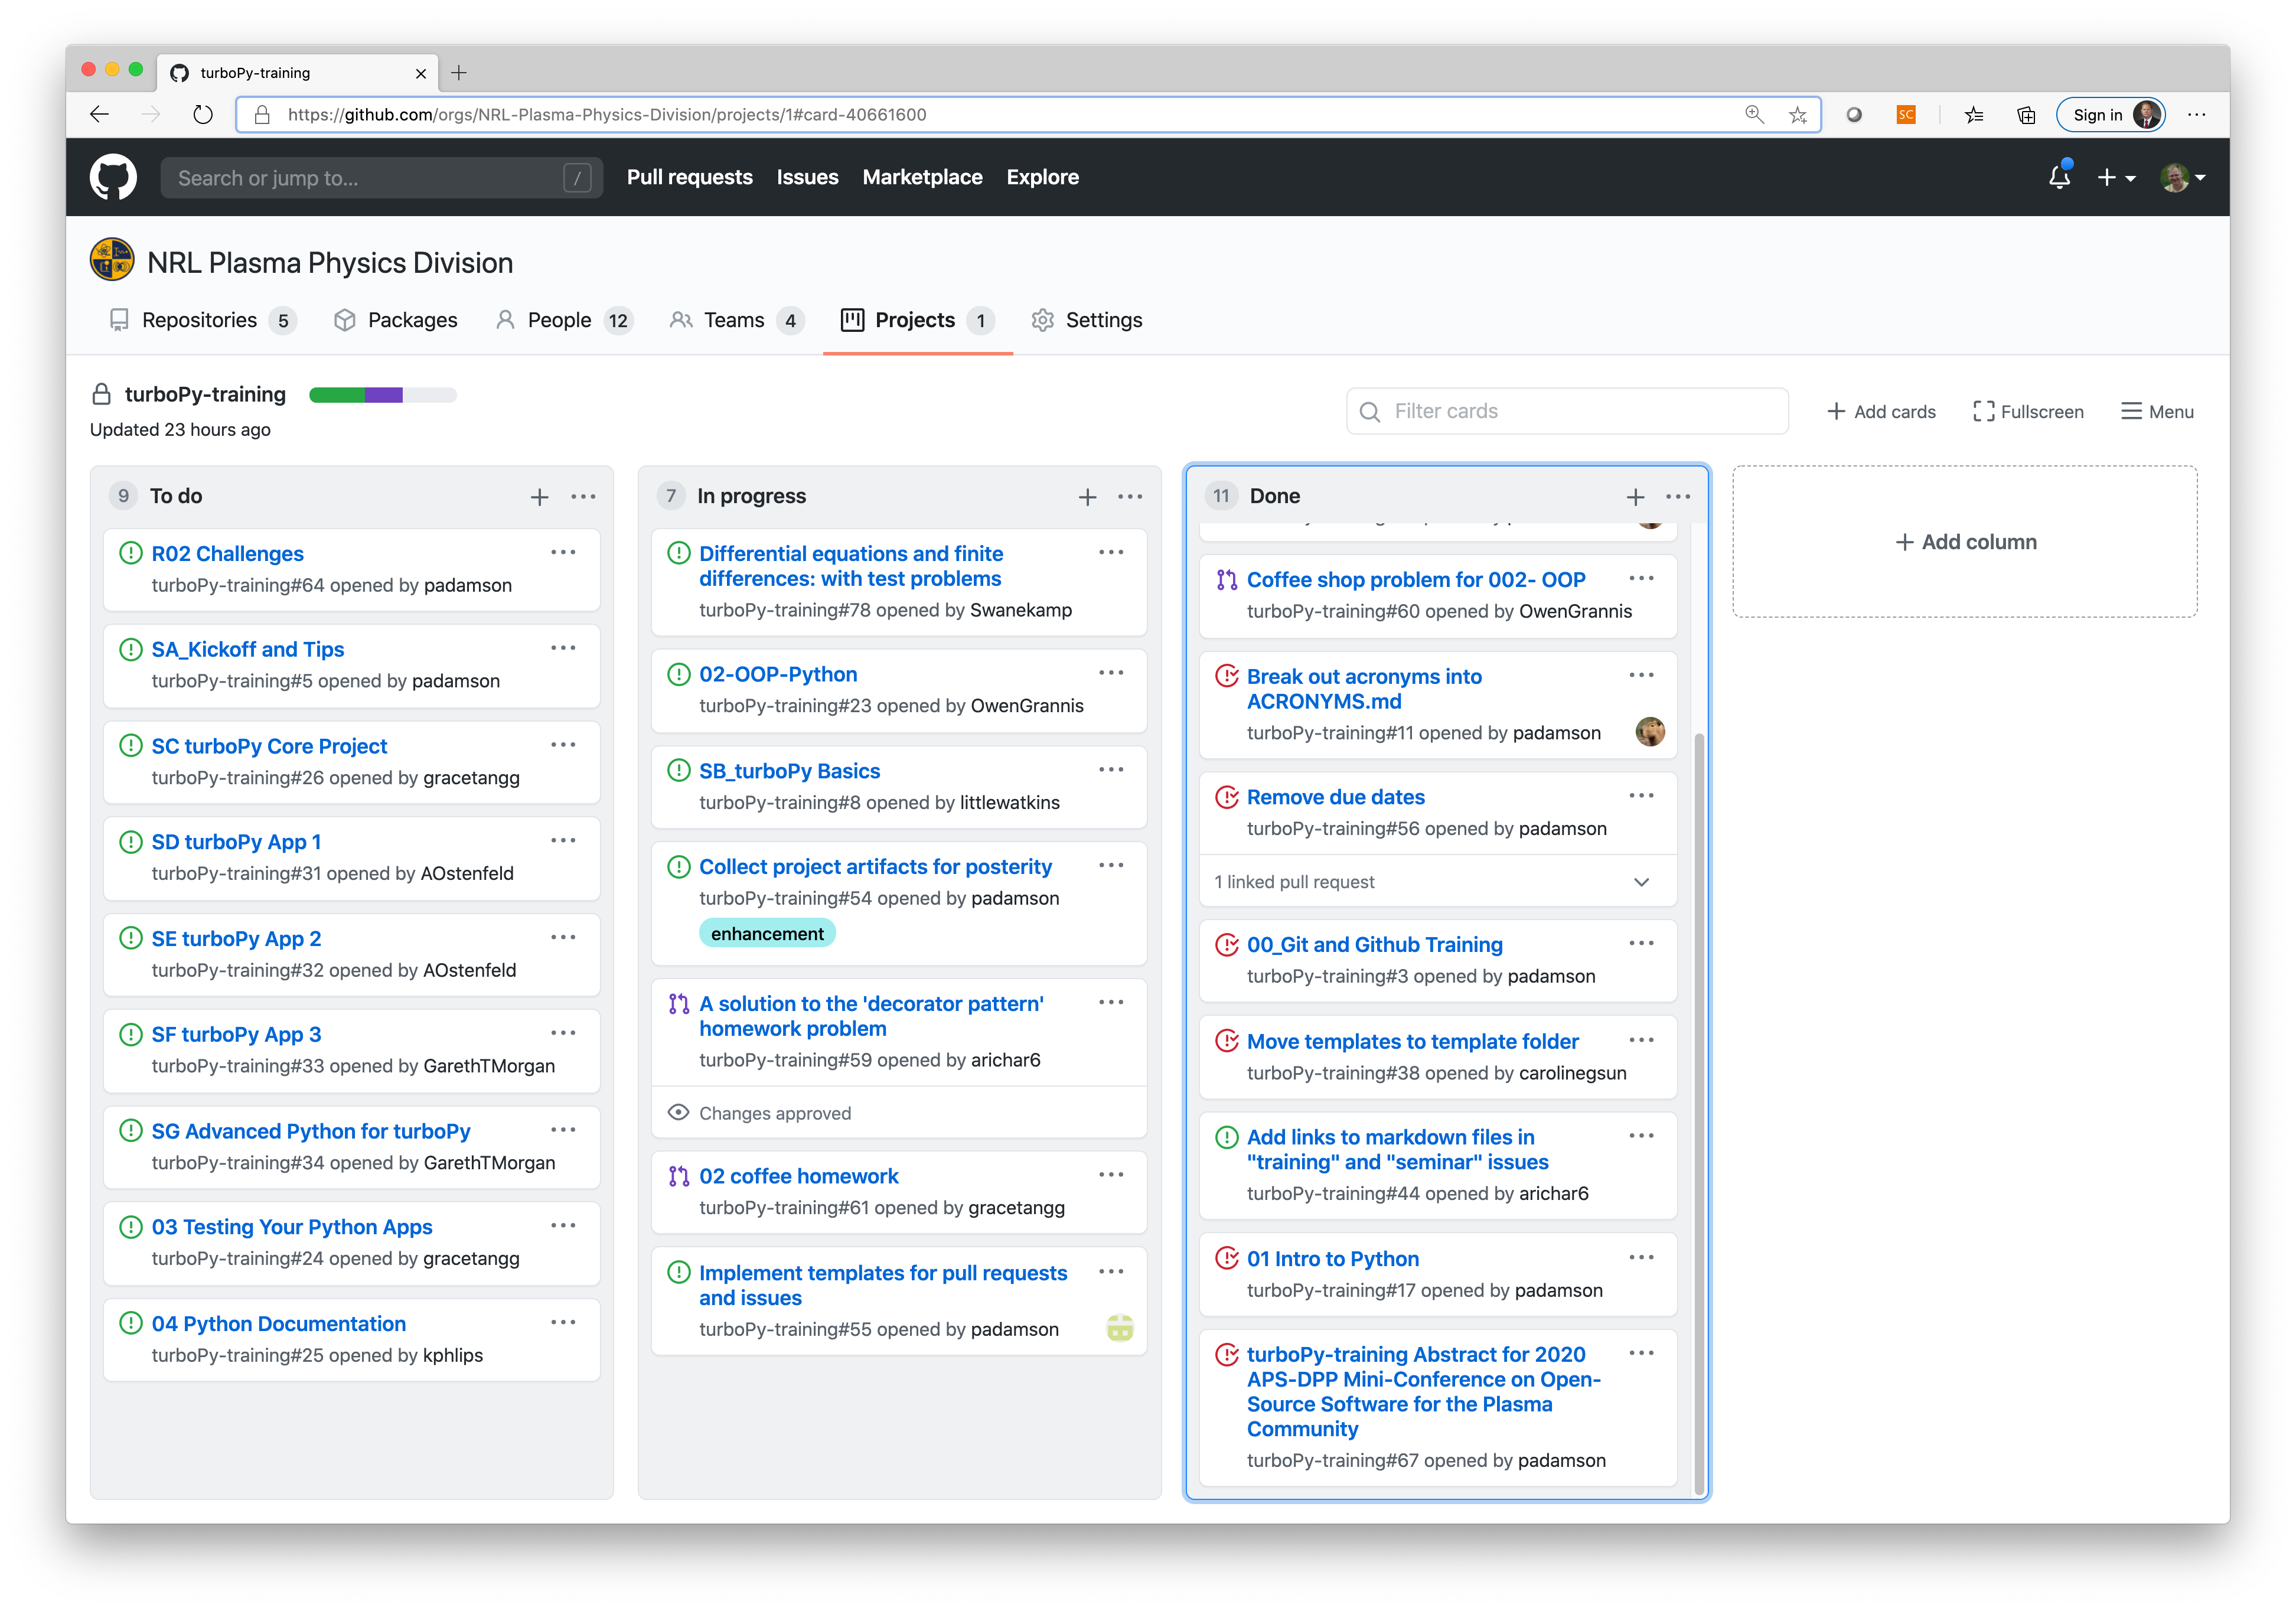 turboPy-training
https://github.com/orgs/NRL-Plasma-Physics-Division/projects/1#card-40661600
SC
Sign in
Search or jump to...
/
Pull requests
Issues
Marketplace
Explore
NRL Plasma Physics Division
Repositories 5
Packages
People 12
Teams 4
Projects 1
Settings
turboPy-training
Updated 23 hours ago
Filter cards
Add cards
Fullscreen
Menu
9 To do
R02 Challenges
turboPy-training#64 opened by padamson
SA_Kickoff and Tips
turboPy-training#5 opened by padamson
SC turboPy Core Project
turboPy-training#26 opened by gracetangg
SD turboPy App 1
turboPy-training#31 opened by AOstenfeld
SE turboPy App 2
turboPy-training#32 opened by AOstenfeld
SF turboPy App 3
turboPy-training#33 opened by GarethTMorgan
SG Advanced Python for turboPy
turboPy-training#34 opened by GarethTMorgan
03 Testing Your Python Apps
turboPy-training#24 opened by gracetangg
04 Python Documentation
turboPy-training#25 opened by kphlips
7 In progress
Differential equations and finite
differences: with test problems
turboPy-training#78 opened by Swanekamp
02-OOP-Python
turboPy-training#23 opened by OwenGrannis
SB_turboPy Basics
turboPy-training#8 opened by littlewatkins
Collect project artifacts for posterity
turboPy-training#54 opened by padamson
enhancement
A solution to the 'decorator pattern'
homework problem
turboPy-training#59 opened by arichar6
Changes approved
02 coffee homework
turboPy-training#61 opened by gracetangg
Implement templates for pull requests
and issues
turboPy-training#55 opened by padamson
11 Done
Coffee shop problem for 002- OOP
turboPy-training#60 opened by OwenGrannis
Break out acronyms into
ACRONYMS.md
turboPy-training#11 opened by padamson
Remove due dates
turboPy-training#56 opened by padamson
1 linked pull request
00_Git and Github Training
turboPy-training#3 opened by padamson
Move templates to template folder
turboPy-training#38 opened by carolinegsun
Add links to markdown files in
"training" and "seminar" issues
turboPy-training#44 opened by arichar6
01 Intro to Python
turboPy-training#17 opened by padamson
turboPy-training Abstract for 2020
APS-DPP Mini-Conference on Open-
Source Software for the Plasma
Community
turboPy-training#67 opened by padamson
Add column